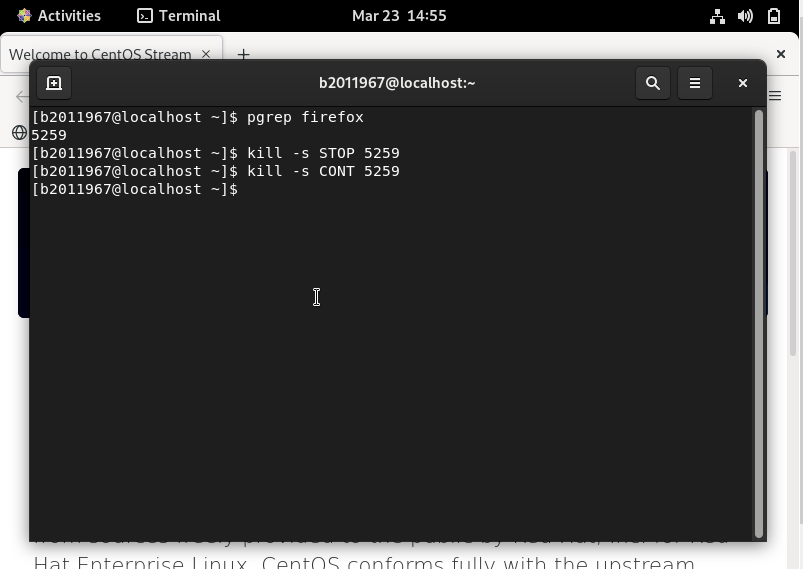 Activities
Terminal
Mar 23 14:55
Welcome to CentOS Stream
b2011967@localhost:~
[b2011967@localhost ~]$ pgrep firefox
5259
[b2011967@localhost ~]$ kill -s STOP 5259
[b2011967@localhost ~]$ kill -s CONT 5259
[b2011967@localhost ~]$
Hat Enterprise Linux. CentOS conforms fully with the upstream